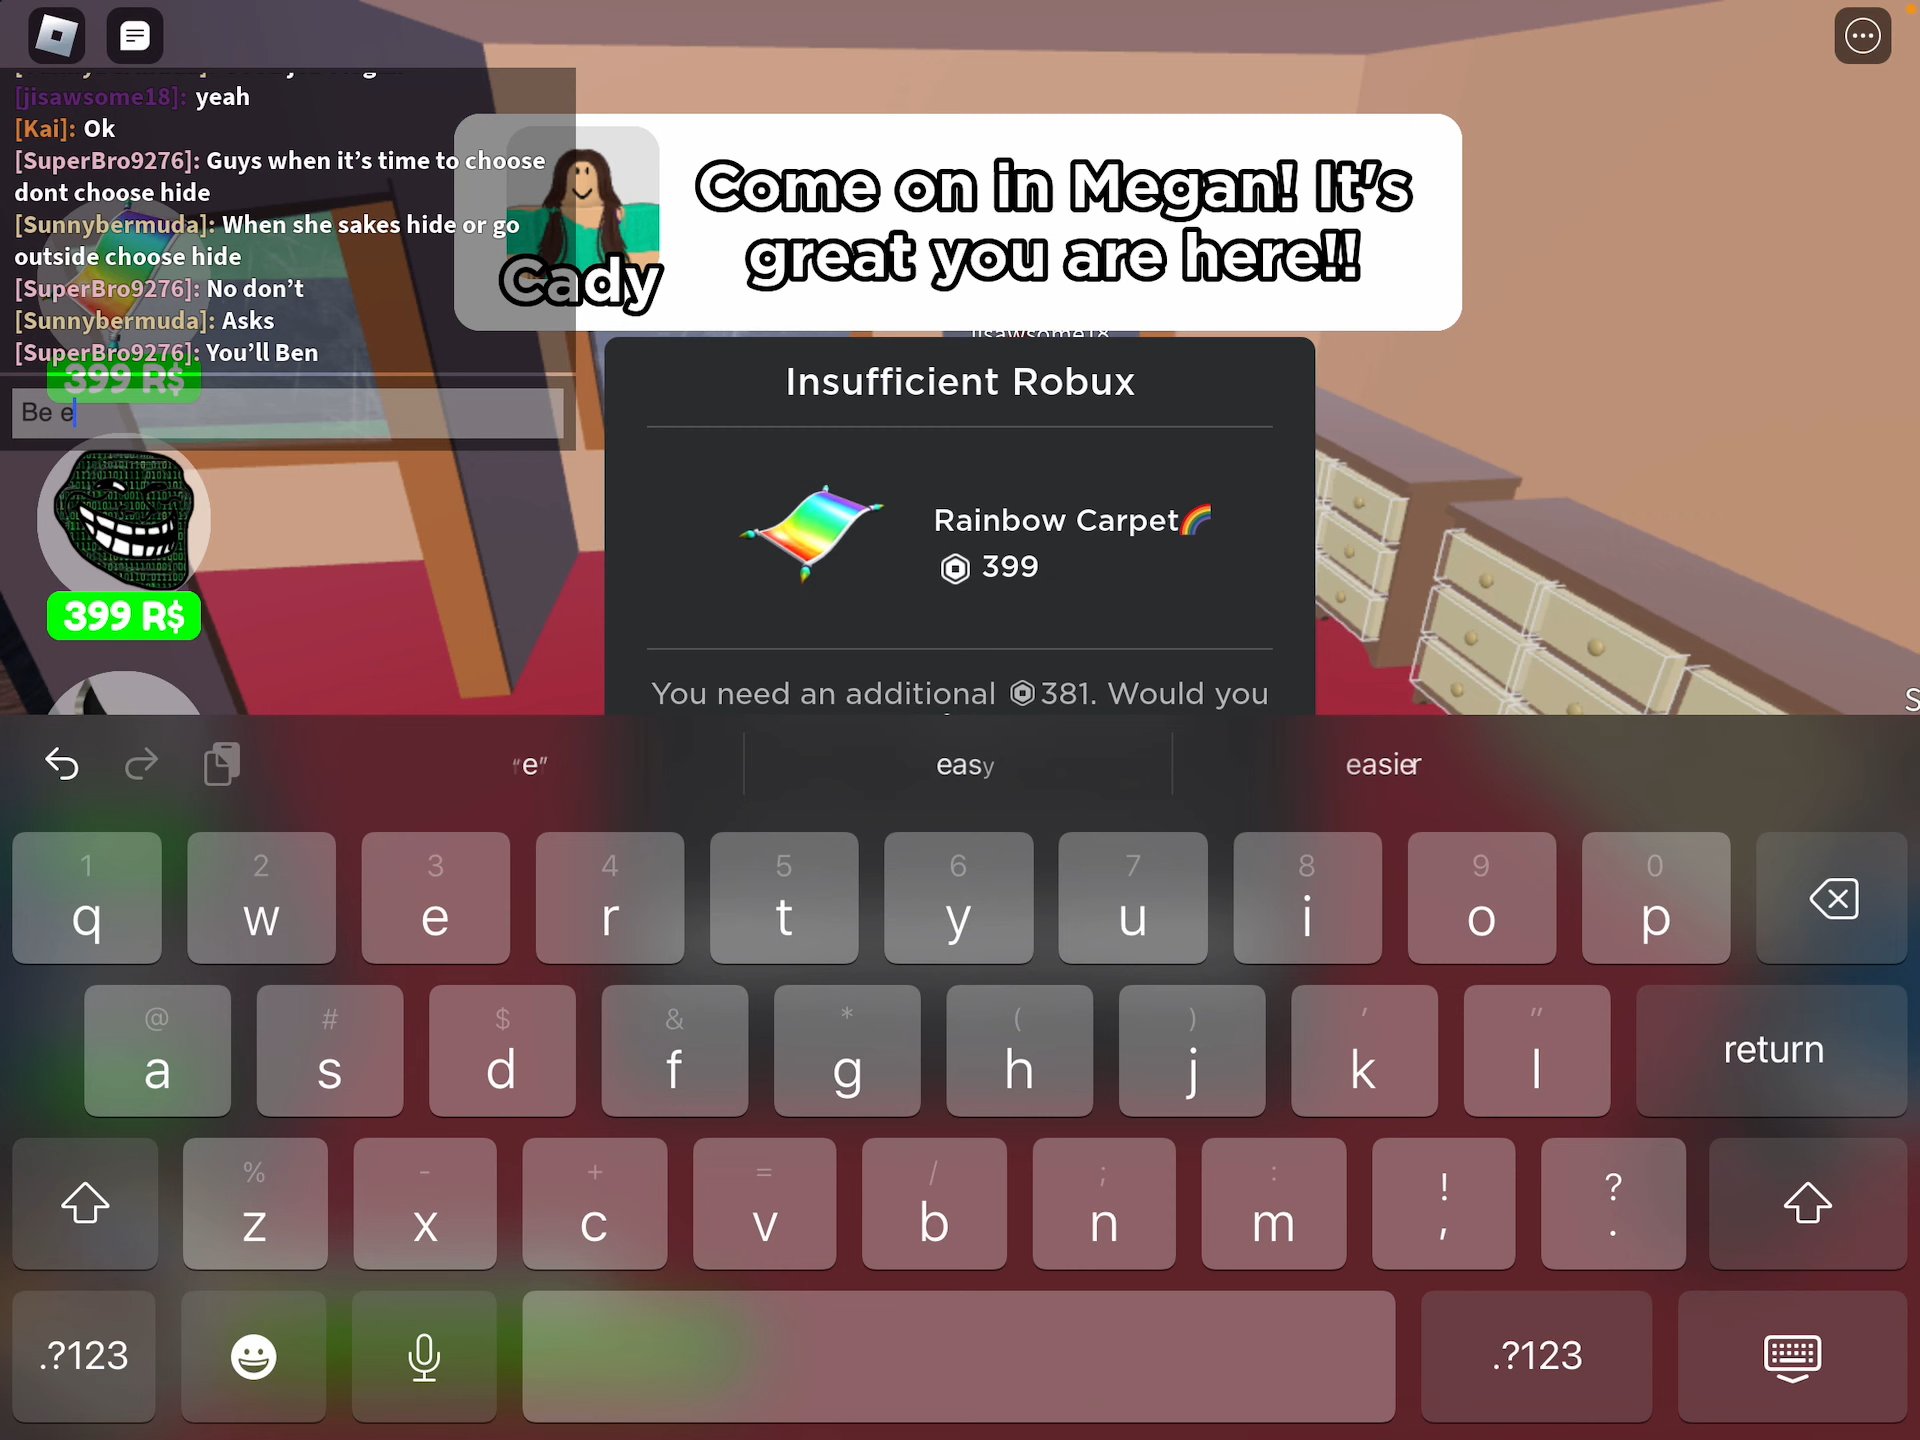 [jisawsome18]: yeah
[Kai]: Ok
[SuperBro9276]: Guys when it's time to choose
dont choose hide
[Sunnybermuda]: When she sakes hide or go
outside choose hide
[SuperBro9276]: No don't
[Sunnybermuda]: Asks
[SuperBro9276]: You'll Ben
399 R$
Be e
399 R$
Cady
Come on in Megan! It's
great you are here!!
jisawsome18
Insufficient Robux
Rainbow Carpet🌈
399
You need an additional 381. Would you
S
"e" easy easier
1 2 3 4 5 6 7 8 9 0
q w e r t y u i o p
@ # $ & * ( ) ' "
a s d f g h j k l return
% - + = / ; : ! ?
z x c v b n m , .
.?123 .?123